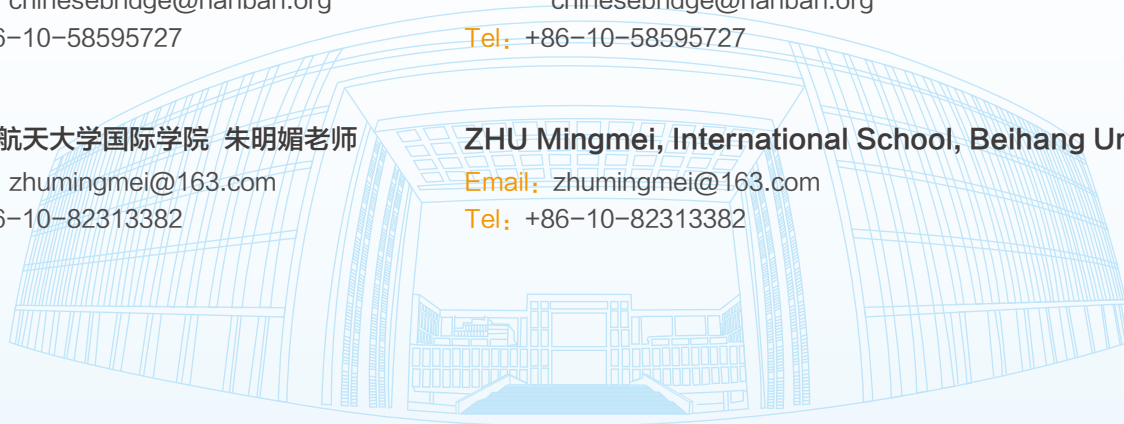 chinesebridge@hanban.org
6-10-58595727
航天大学国际学院 朱明媚老师
zhumingmei@163.com
6-10-82313382
chinesebridge@hanban.org
Tel：+86-10-58595727
ZHU Mingmei, International School, Beihang Un
Email：zhumingmei@163.com
Tel：+86-10-82313382